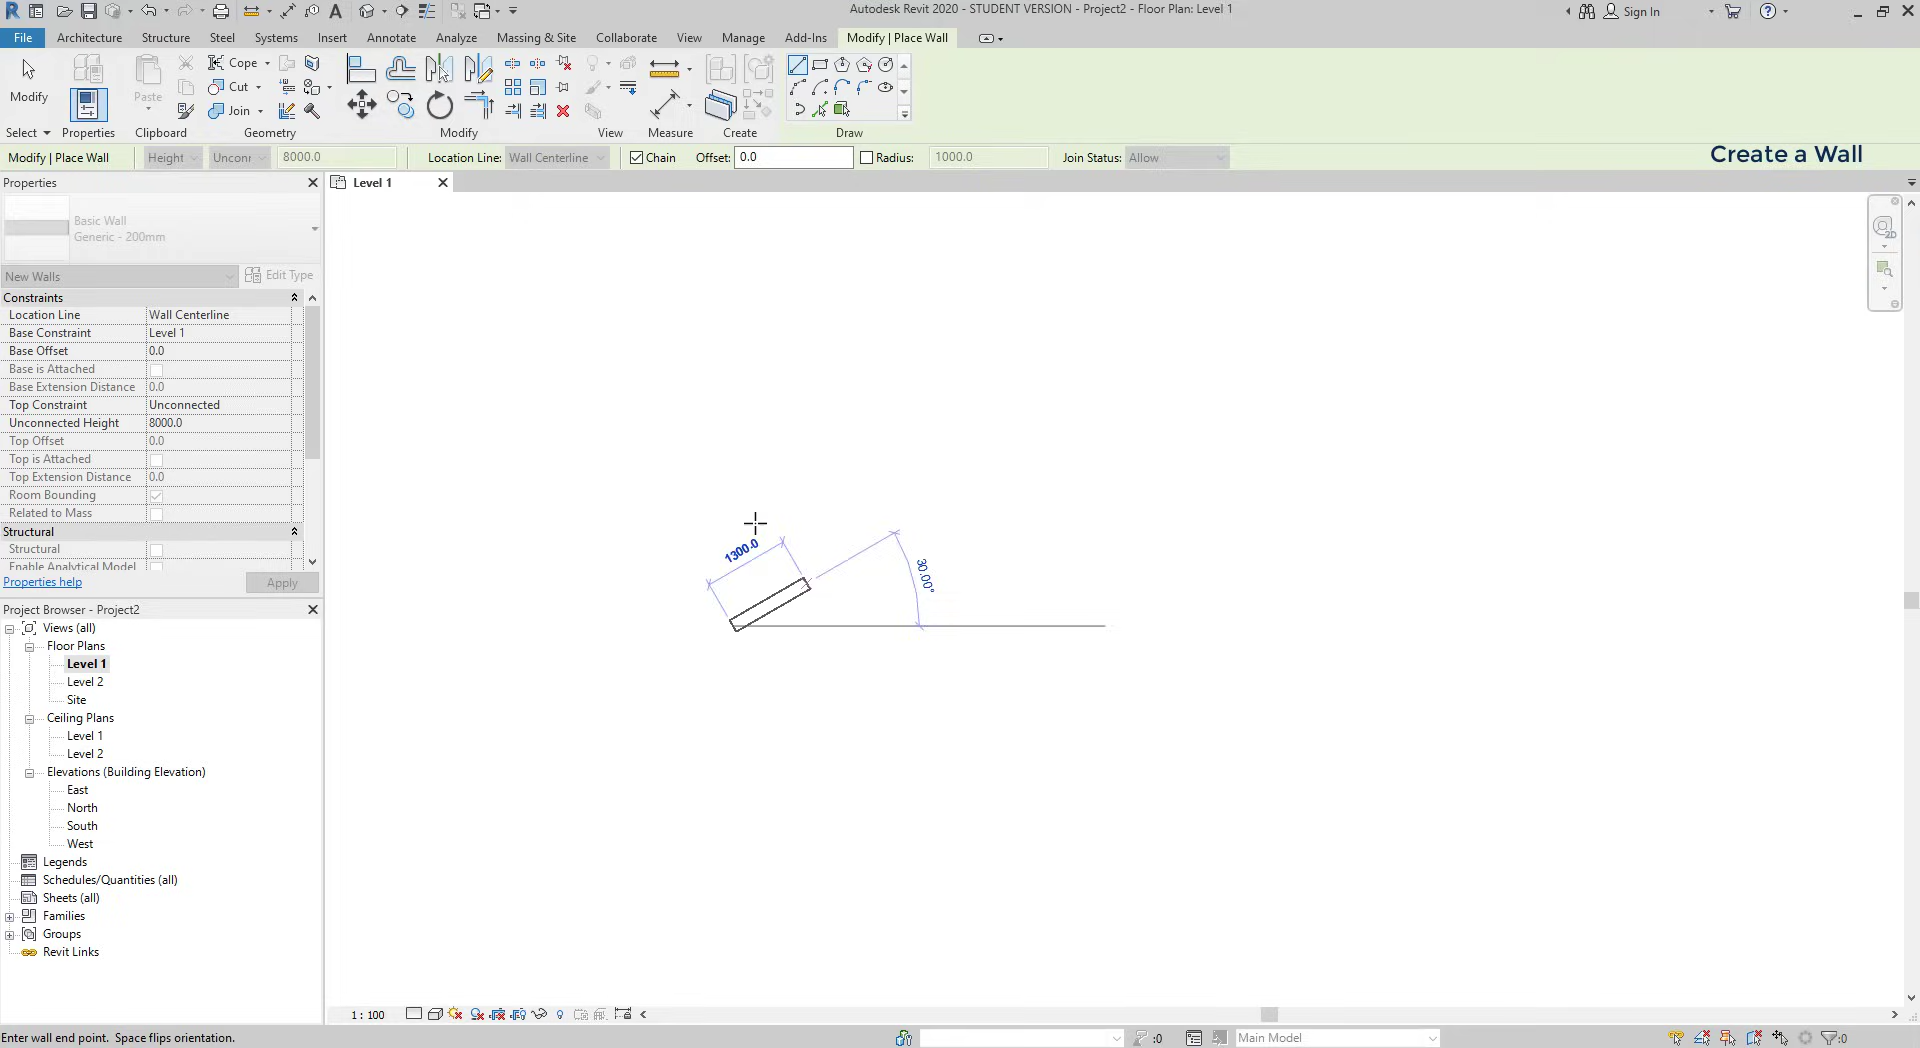 Autodesk Revit 2020 - STUDENT VERSION - Project2 - Floor Plan: Level 1
Sign In
File Architecture Structure Steel Systems Insert Annotate Analyze Massing & Site Collaborate View Manage Add-Ins Modify | Place Wall
Modify
Paste
Cope
Cut
Join
Select Properties Clipboard Geometry Modify View Measure Create Draw
Modify | Place Wall Height Unconr 8000.0 Location Line: Wall Centerline Chain Offset: 0.0 Radius: 1000.0 Join Status: Allow
Create a Wall
Properties
Level 1
Basic Wall
Generic - 200mm
New Walls Edit Type
Constraints
Location Line Wall Centerline
Base Constraint Level 1
Base Offset 0.0
Base is Attached
Base Extension Distance 0.0
Top Constraint Unconnected
Unconnected Height 8000.0
Top Offset 0.0
Top is Attached
Top Extension Distance 0.0
Room Bounding
Related to Mass
Structural
Structural
Enable Analytical Model
Properties help Apply
1300.0
30.00°
2D
Project Browser - Project2
Views (all)
Floor Plans
Level 1
Level 2
Site
Ceiling Plans
Level 1
Level 2
Elevations (Building Elevation)
East
North
South
West
Legends
Schedules/Quantities (all)
Sheets (all)
Families
Groups
Revit Links
1 : 100
Enter wall end point. Space flips orientation.
:0
Main Model
:0